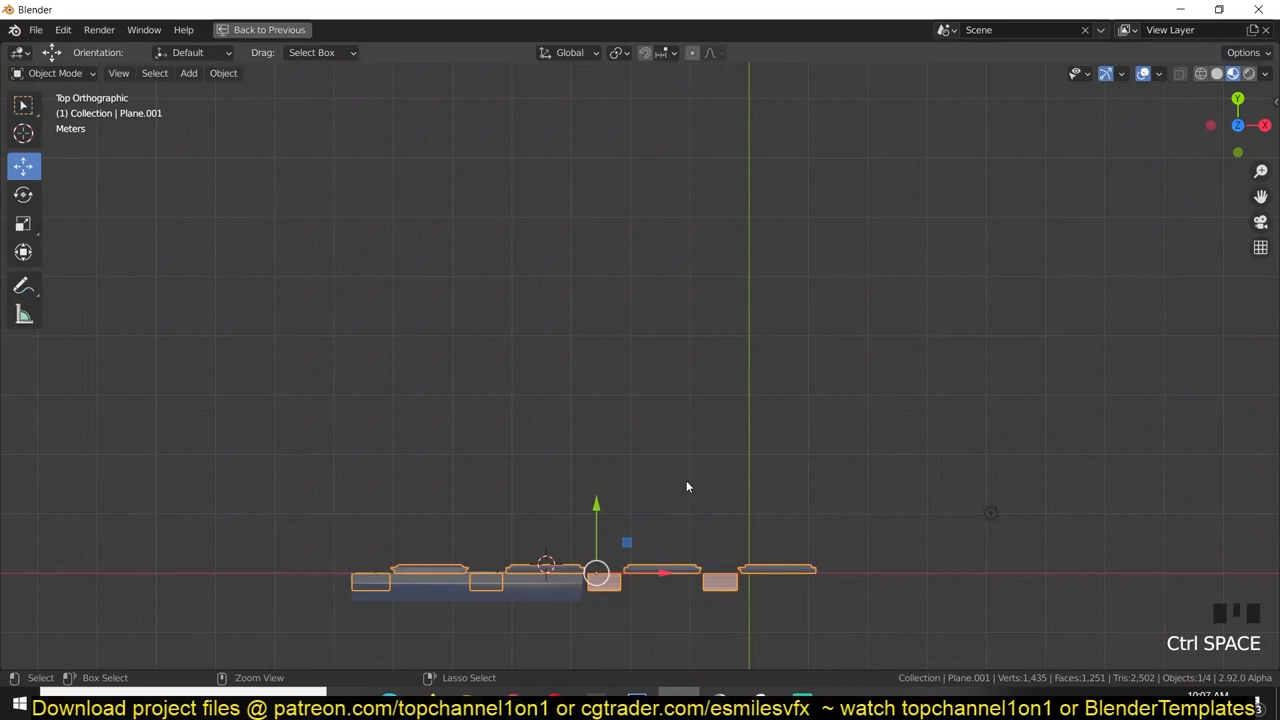 Blender
File Edit Render Window Help Back to Previous Scene View Layer
Orientation: Default Drag: Select Box Global Options
Object Mode View Select Add Object
Top Orthographic
(1) Collection | Plane.001
Meters
Y
Z
X
Ctrl SPACE
Select Box Select Zoom View Lasso Select Collection | Plane.001 | Verts:1,435 | Faces:1,251 | Tris:2,502 | Objects:1/4 | 2.92.0 Alpha
Download project files @ patreon.com/topchannel1on1 or cgtrader.com/esmilesvfx ~ watch topchannel1on1 or BlenderTemplates